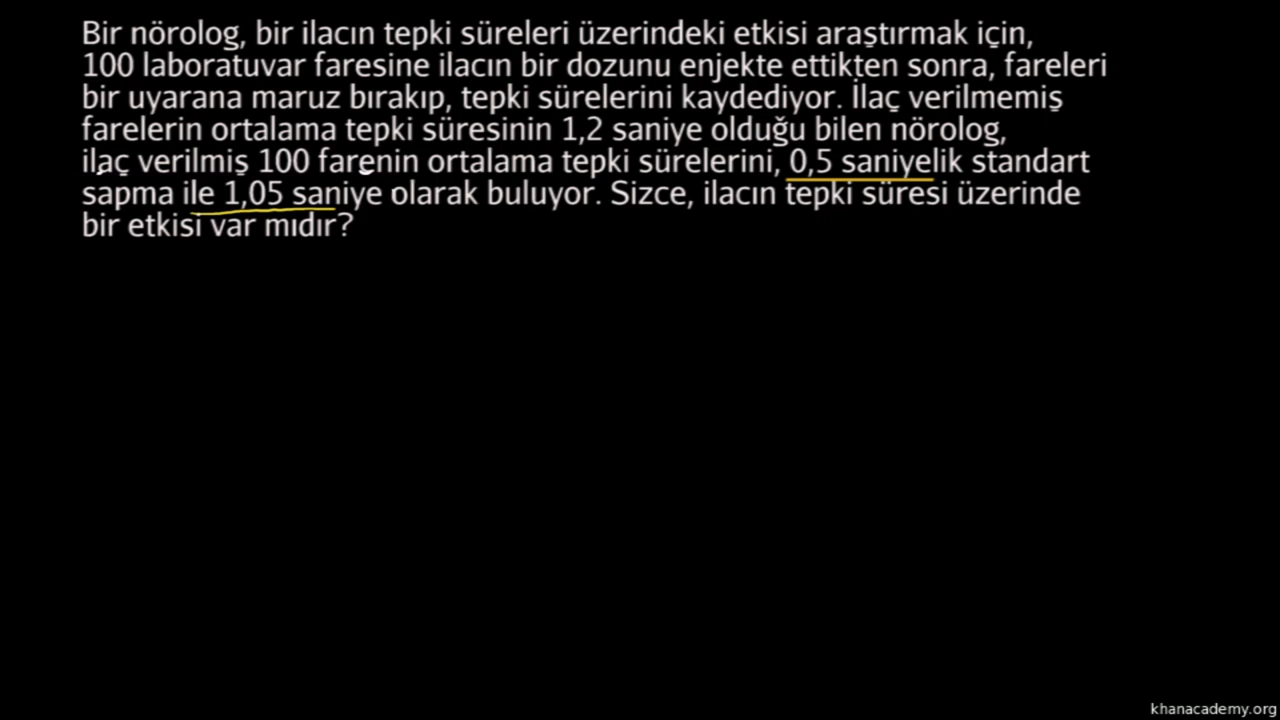 Bir nörolog, bir ilacın tepki süreleri üzerindeki etkisi araştırmak için,
100 laboratuvar faresine ilacın bir dozunu enjekte ettikten sonra, fareleri
bir uyarana maruz bırakıp, tepki sürelerini kaydediyor. İlaç verilmemiş
farelerin ortalama tepki süresinin 1,2 saniye olduğu bilen nörolog,
ilaç verilmiş 100 farenin ortalama tepki sürelerini, 0,5 saniyelik standart
sapma ile 1,05 saniye olarak buluyor. Sizce, ilacın tepki süresi üzerinde
bir etkisi var mıdır?
khanacademy.org